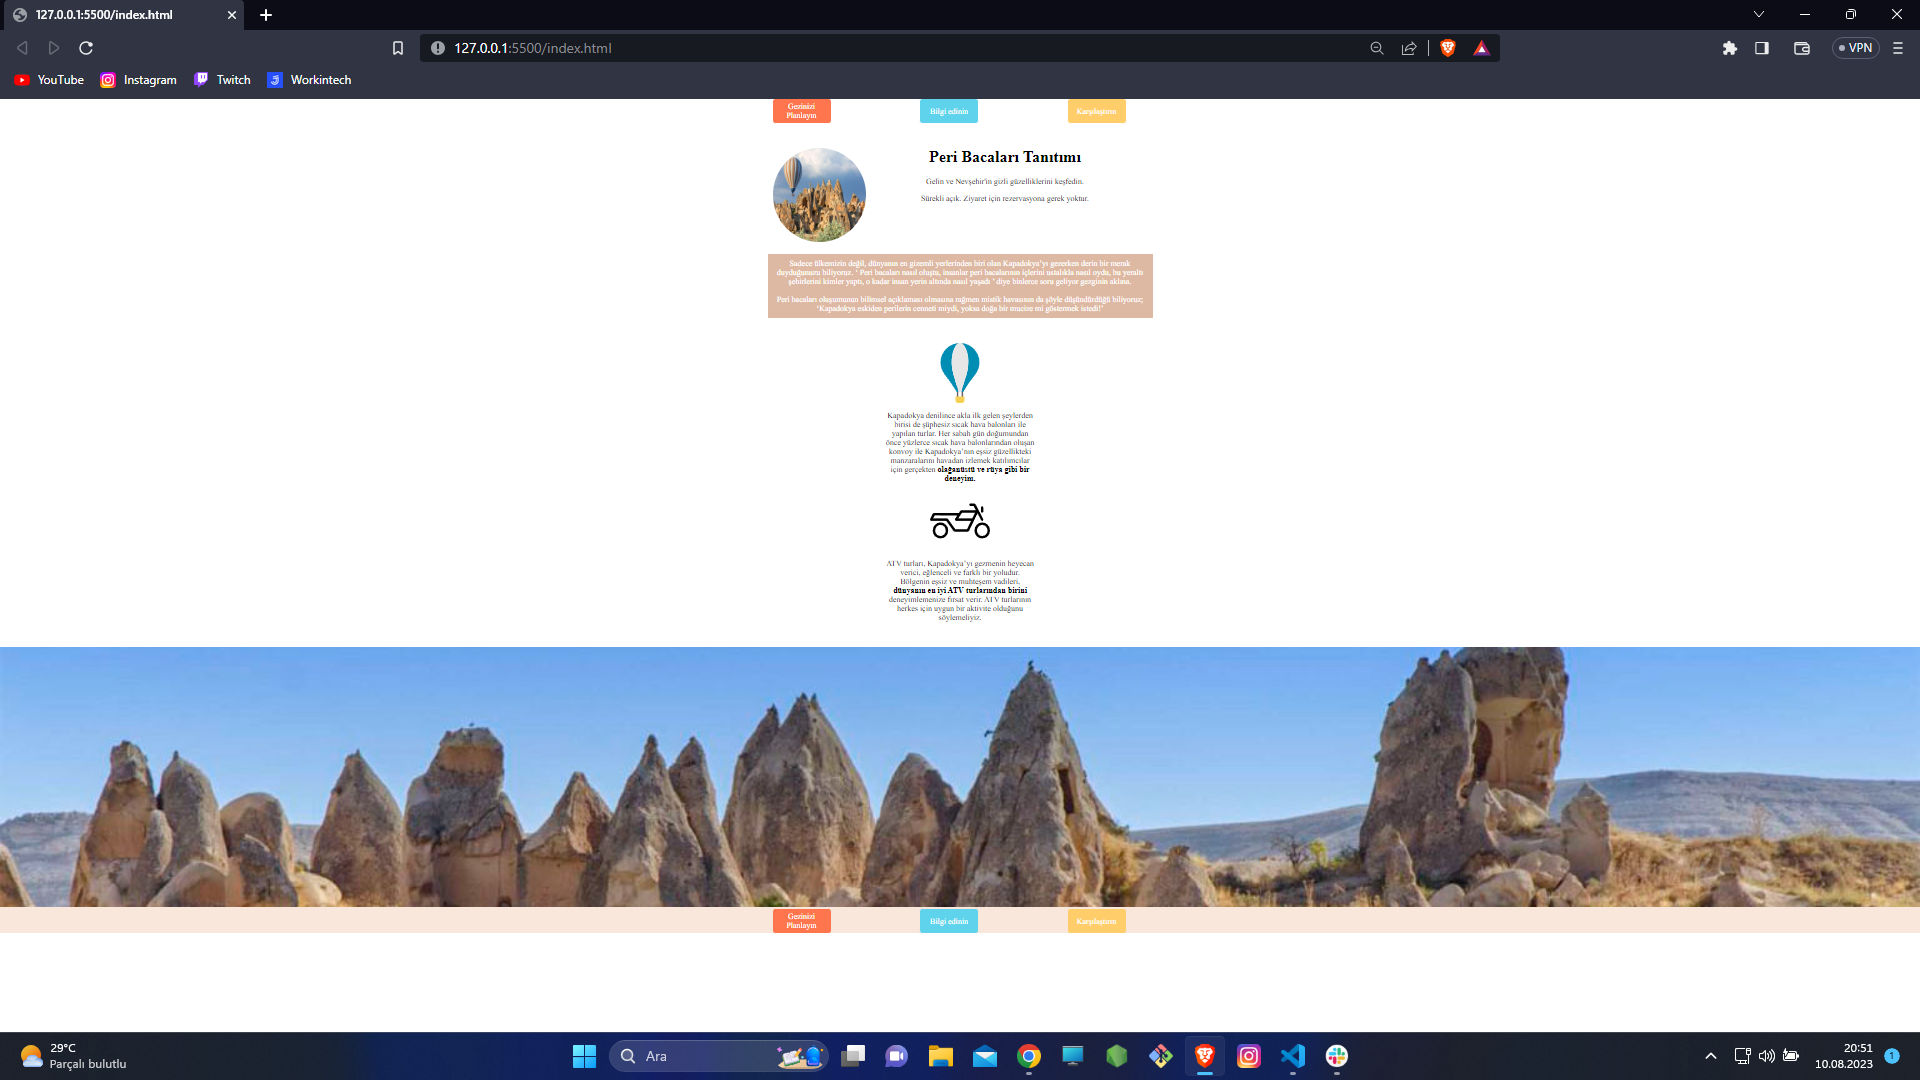 127.0.0.1:5500/index.html
127.0.0.1:5500/index.html
VPN
YouTube
Instagram
Twitch
Workintech
Gezinizi
Planlayın
Bilgi edinin
Karşılaştırın
Peri Bacaları Tanıtımı
Gelin ve Nevşehir'in gizli güzelliklerini keşfedin.
Sürekli açık. Ziyaret için rezervasyona gerek yoktur.
Sadece ülkemizin değil, dünyanın en gizemli yerlerinden biri olan Kapadokya’yı gezerken derin bir merak
duyduğunuzu biliyoruz. ‘ Peri bacaları nasıl oluştu, insanlar peri bacalarının içlerini ustalıkla nasıl oydu, bu yeraltı
şehirlerini kimler yaptı, o kadar insan yerin altında nasıl yaşadı ’ diye binlerce soru geliyor gezginin aklına.
Peri bacaları oluşumunun bilimsel açıklaması olmasına rağmen mistik havasının da şöyle düşündürdüğü biliyoruz;
‘Kapadokya eskiden perilerin cenneti miydi, yoksa doğa bir mucize mi göstermek istedi!’
Kapadokya denilince akla ilk gelen şeylerden
birisi de şüphesiz sıcak hava balonları ile
yapılan turlar. Her sabah gün doğumundan
önce yüzlerce sıcak hava balonlarından oluşan
konvoy ile Kapadokya’nın eşsiz güzellikteki
manzaralarını havadan izlemek katılımcılar
için gerçekten olağanüstü ve rüya gibi bir
deneyim.
ATV turları, Kapadokya’yı gezmenin heyecan
verici, eğlenceli ve farklı bir yoludur.
Bölgenin eşsiz ve muhteşem vadileri,
dünyanın en iyi ATV turlarından birini
deneyimlemenize fırsat verir. ATV turlarının
herkes için uygun bir aktivite olduğunu
söylemeliyiz.
Gezinizi
Planlayın
Bilgi edinin
Karşılaştırın
29°C
Parçalı bulutlu
Ara
20:51
10.08.2023
1